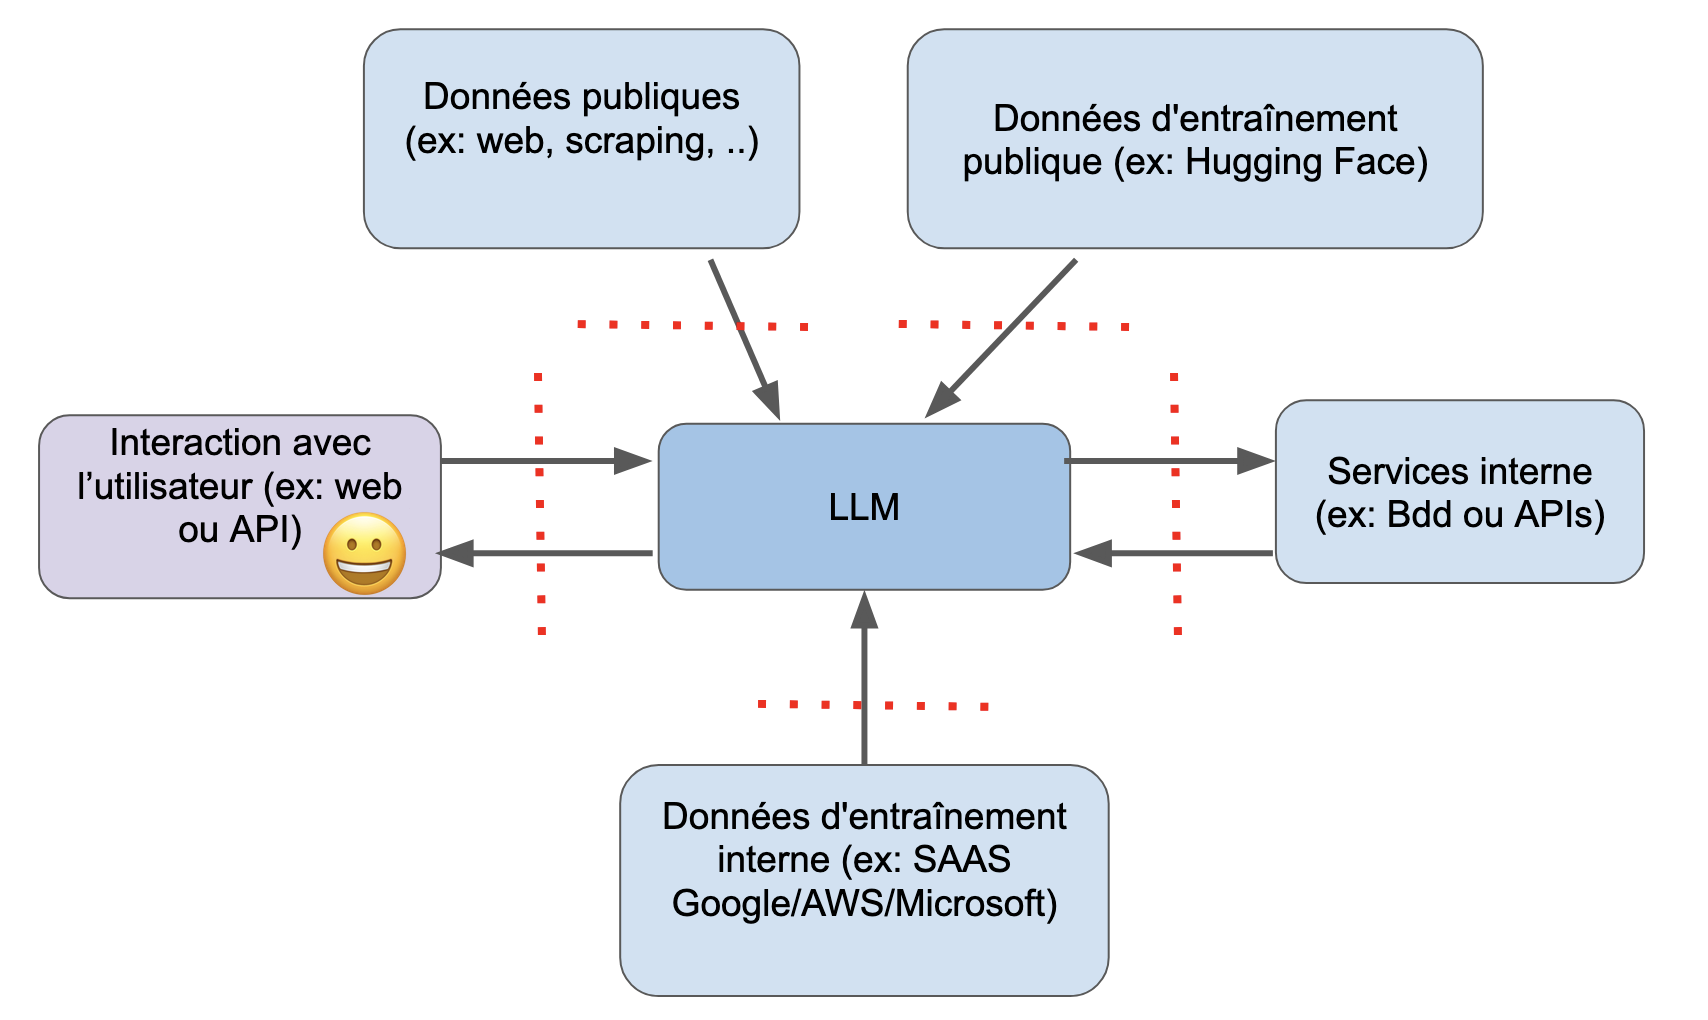 Données publiques
(ex: web, scraping, ..)
Données d'entraînement
publique (ex: Hugging Face)
Interaction avec
l’utilisateur (ex: web
ou API)
LLM
Services interne
(ex: Bdd ou APIs)
Données d'entraînement
interne (ex: SAAS
Google/AWS/Microsoft)